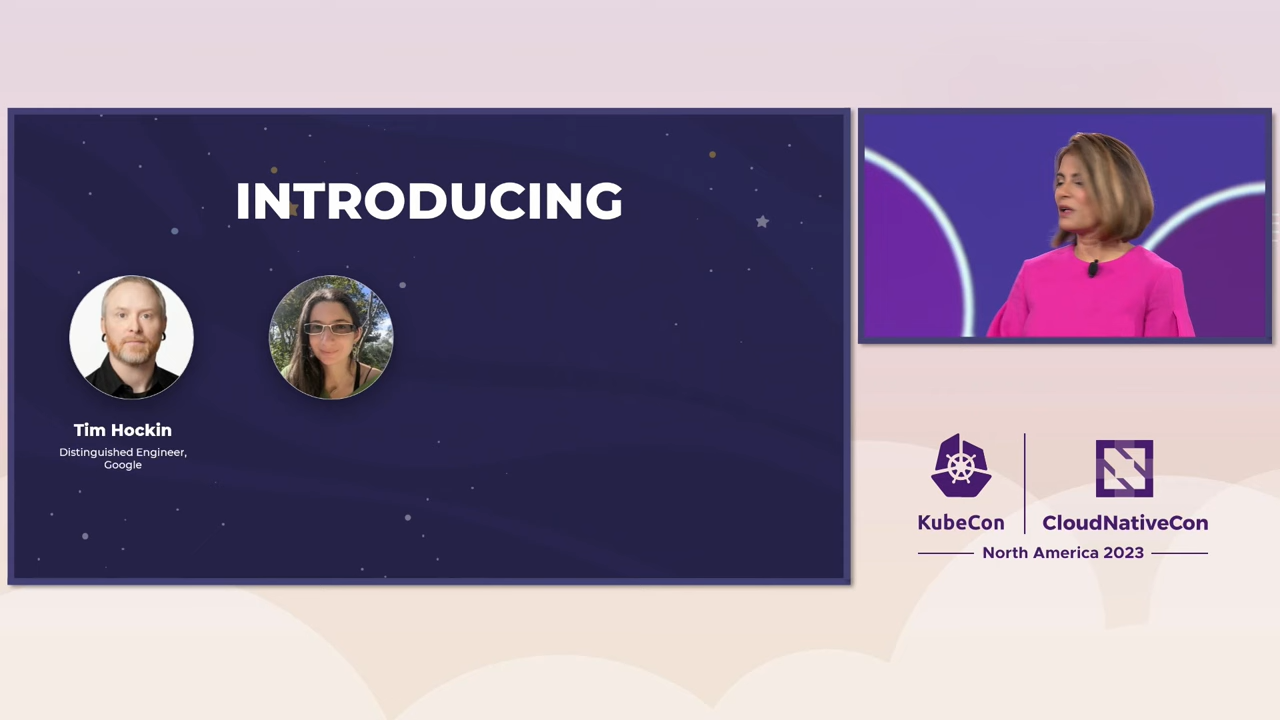 INTRODUCING
Tim Hockin
Distinguished Engineer,
Google
KubeCon
CloudNativeCon
North America 2023